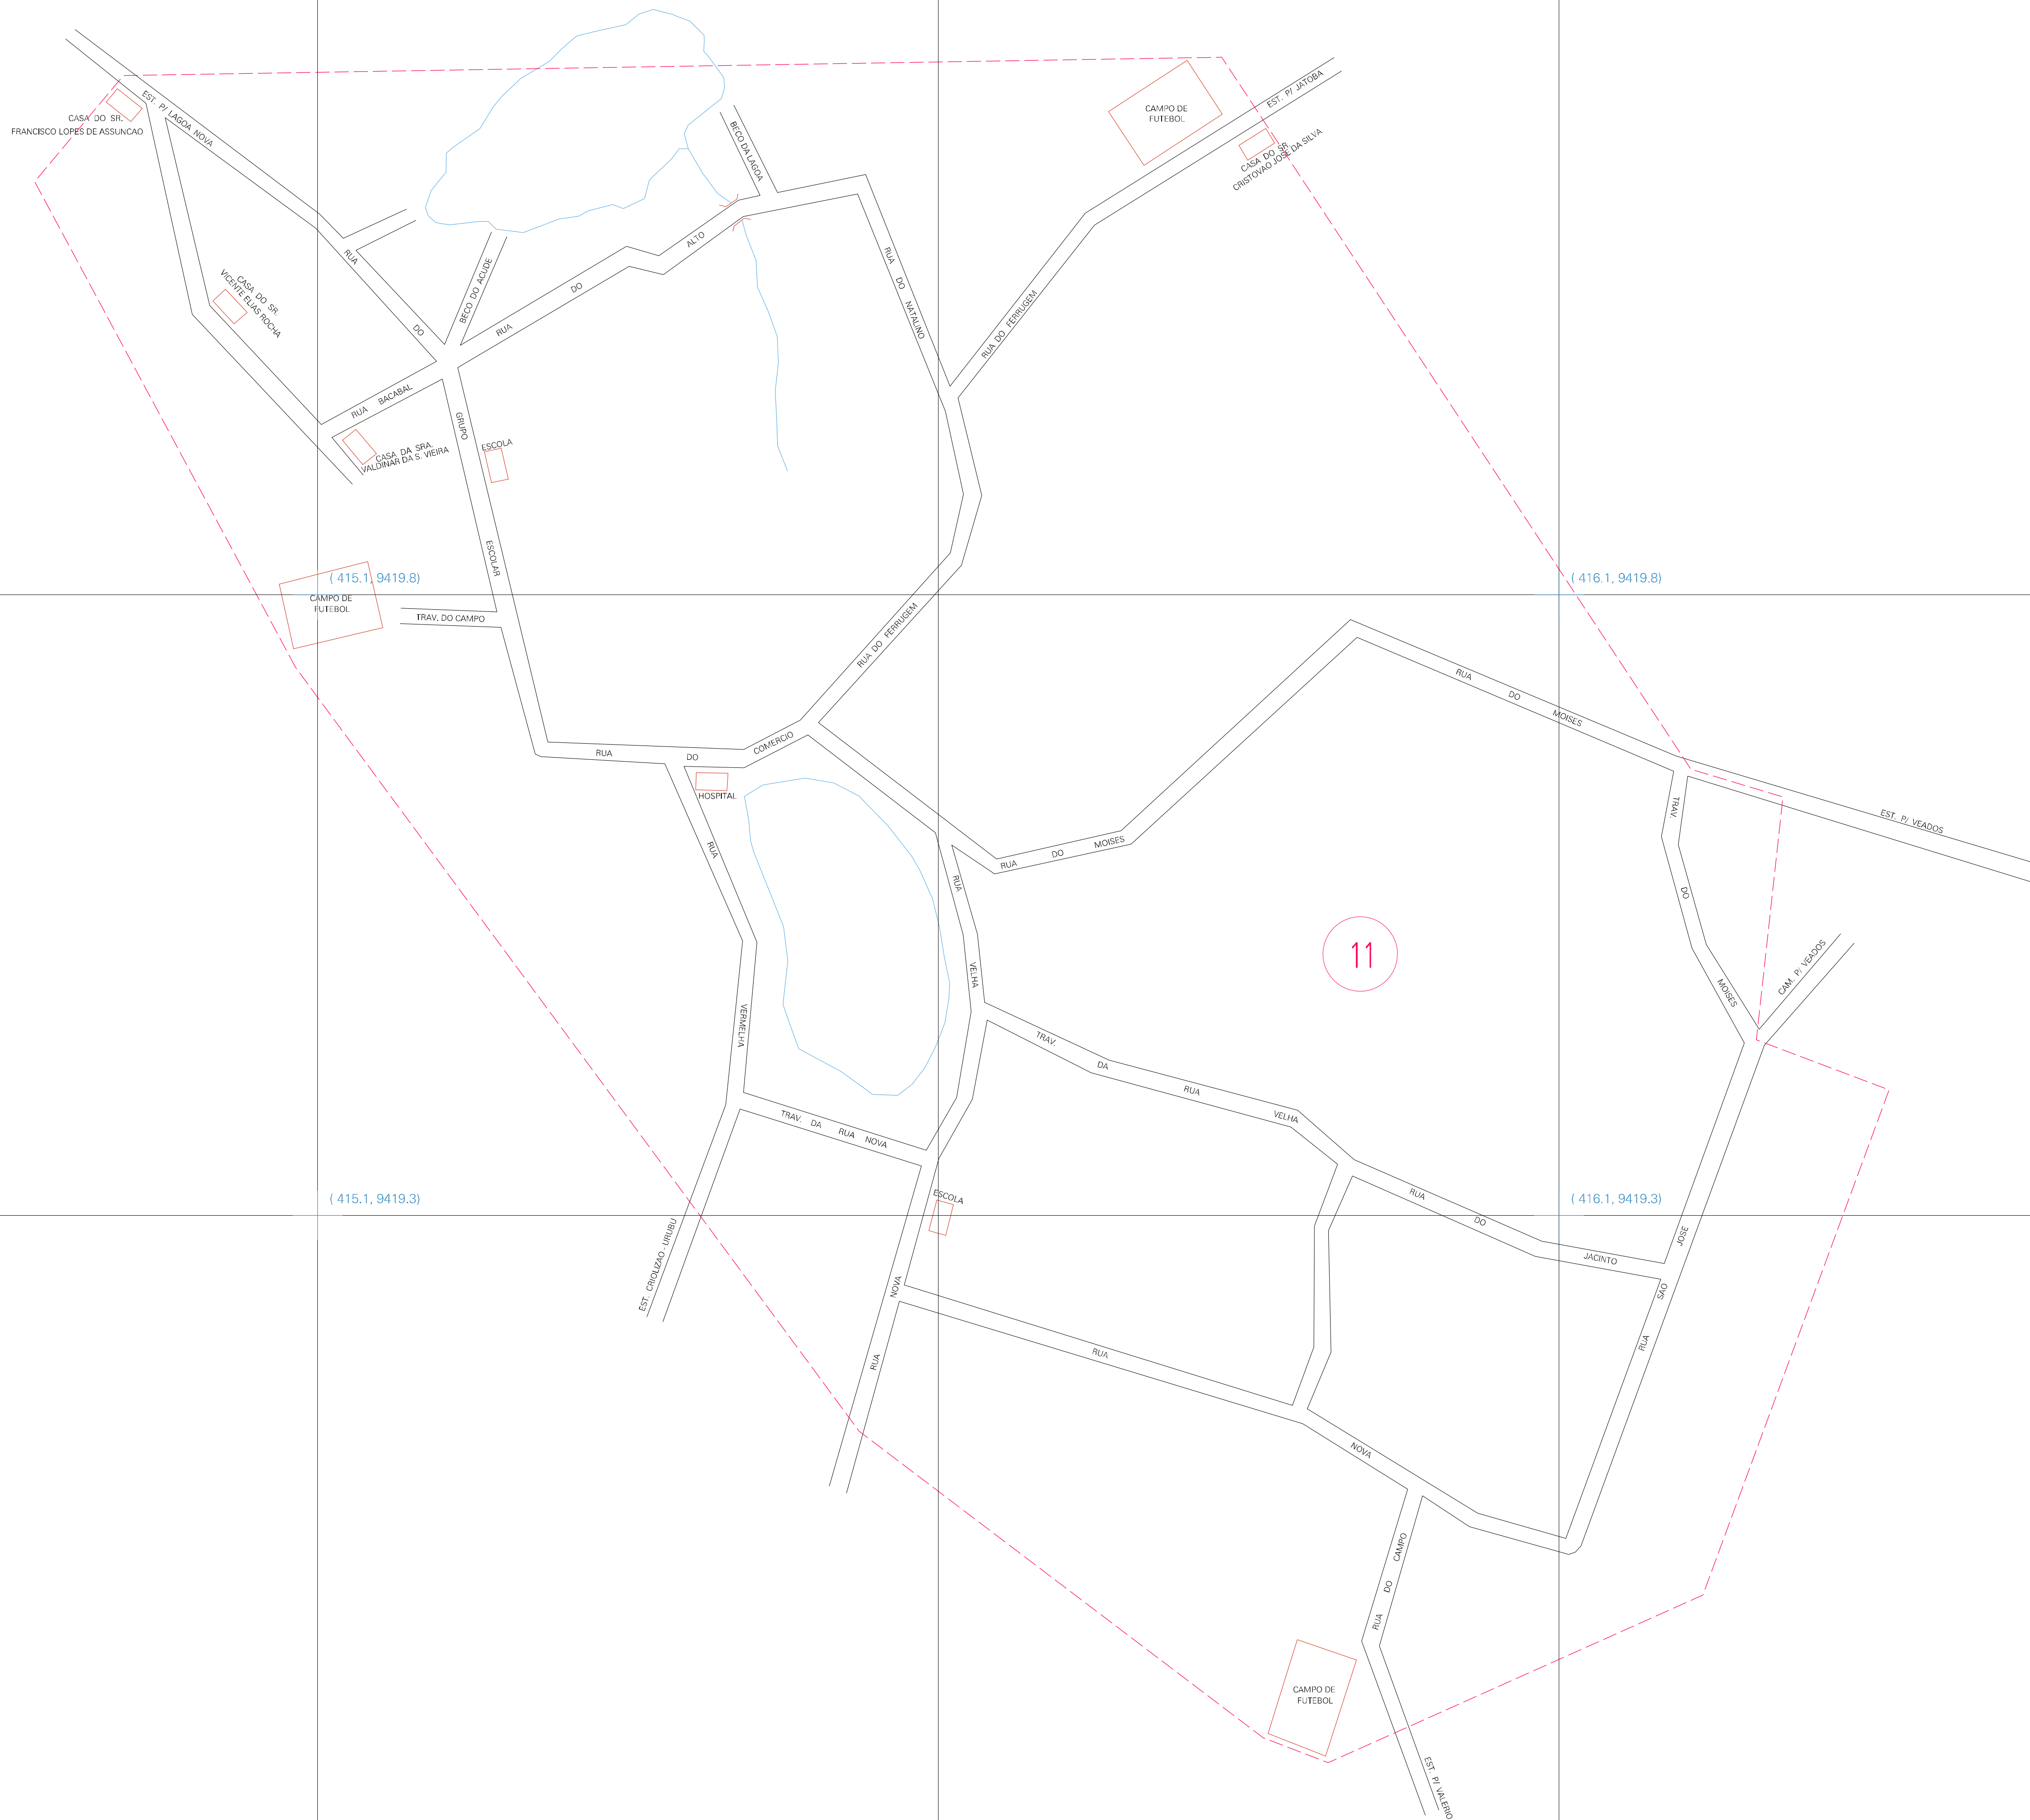 EST. P/ LAGOA NOVA
CASA DO SR.
FRANCISCO LOPES DE ASSUNCAO
BECO DA LAGOA
CAMPO DE
FUTEBOL
EST. P/ JATOBA
CASA DO SR.
CRISTOVAO JOSE DA SILVA
RUA DO
CASA DO SR.
VICENTE ELIAS ROCHA
BECO DO ACUDE
RUA DO ALTO
RUA DO NATALINO
RUA DO FERRUGEM
RUA BACABAL
CASA DA SRA.
VALDINAR DA S. VIEIRA
GRUPO ESCOLAR
ESCOLA
( 415.1, 9419.8)
( 416.1, 9419.8)
CAMPO DE
FUTEBOL
TRAV. DO CAMPO
RUA DO FERRUGEM
RUA DO MOISES
RUA DO COMERCIO
HOSPITAL
RUA DO MOISES
EST. P/ VEADOS
TRAV. DO MOISES
RUA VERMELHA
RUA VELHA
11
CAM. P/ VEADOS
TRAV. DA RUA VELHA
TRAV. DA RUA NOVA
( 415.1, 9419.3)
ESCOLA
( 416.1, 9419.3)
RUA DO JACINTO
EST. CRIOLIZAO - URUBU
RUA NOVA
RUA SAO JOSE
RUA NOVA
RUA DO CAMPO
CAMPO DE
FUTEBOL
EST. P/ VALERIO